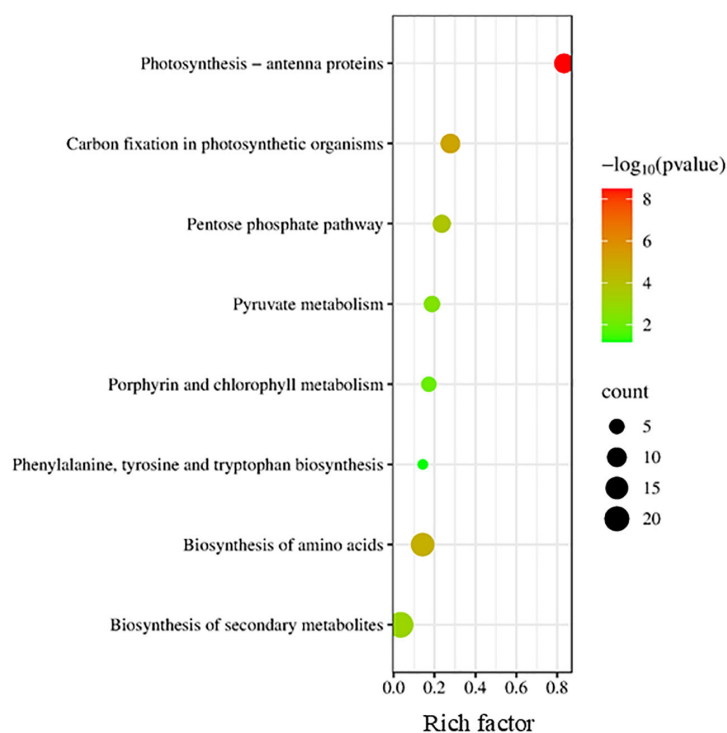 Photosynthesis – antenna proteins
Carbon fixation in photosynthetic organisms
Pentose phosphate pathway
Pyruvate metabolism
Porphyrin and chlorophyll metabolism
Phenylalanine, tyrosine and tryptophan biosynthesis
Biosynthesis of amino acids
Biosynthesis of secondary metabolites
0.0 0.2 0.4 0.6 0.8
Rich factor
−log₁₀(pvalue)
8
6
4
2
count
5
10
15
20